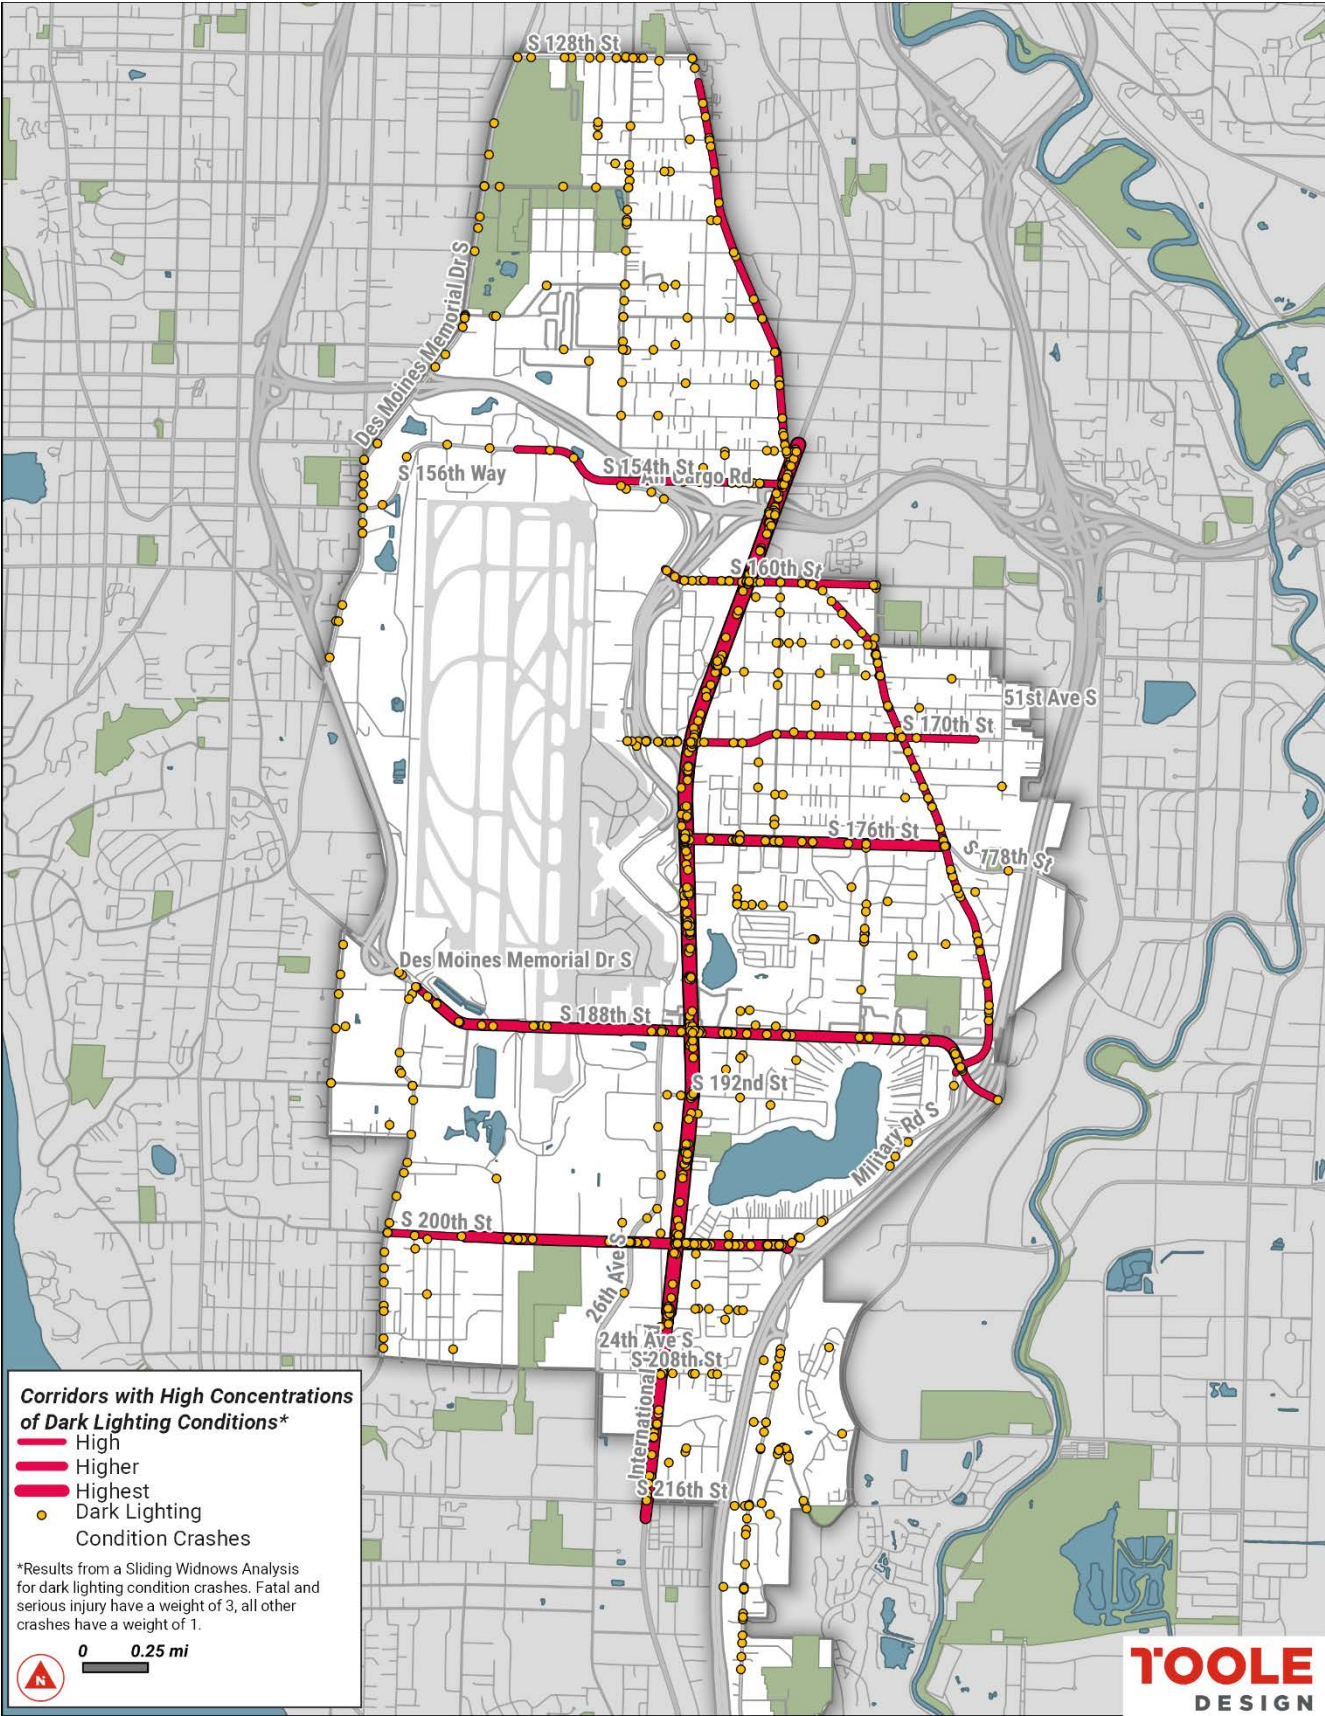 S 128th St
Des Moines Memorial Dr S
S 156th Way
S 154th St
Air Cargo Rd
S 160th St
51st Ave S
S 170th St
S 176th St
S 178th St
Des Moines Memorial Dr S
S 188th St
S 192nd St
Military Rd S
S 200th St
26th Ave S
24th Ave S
S 208th St
International
S 216th St
Corridors with High Concentrations
of Dark Lighting Conditions*
High
Higher
Highest
Dark Lighting
Condition Crashes
*Results from a Sliding Widnows Analysis
for dark lighting condition crashes. Fatal and
serious injury have a weight of 3, all other
crashes have a weight of 1.
0 0.25 mi
N
TOOLE
DESIGN